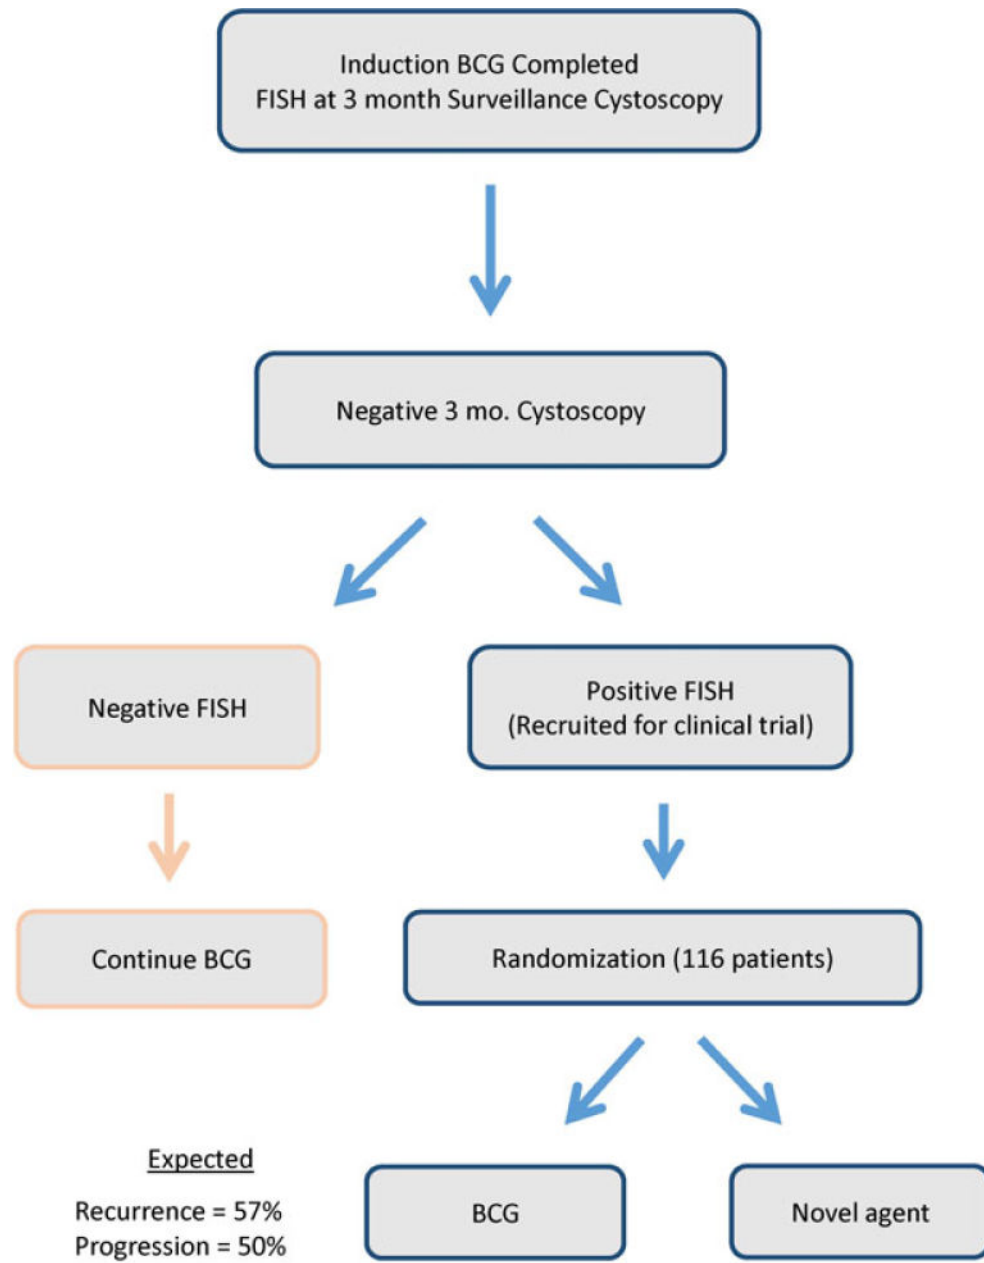 Induction BCG Completed
FISH at 3 month Surveillance Cystoscopy
Negative 3 mo. Cystoscopy
Negative FISH
Positive FISH
(Recruited for clinical trial)
Continue BCG
Randomization (116 patients)
Expected
Recurrence = 57%
Progression = 50%
BCG
Novel agent